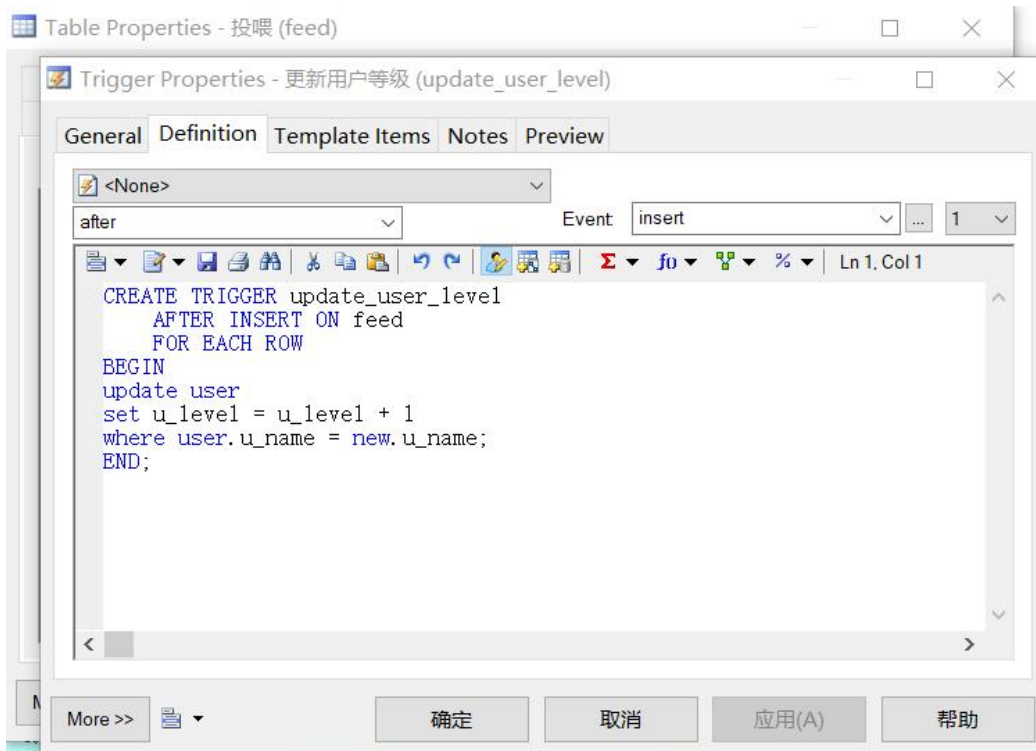 Table Properties - 投喂 (feed)
Trigger Properties - 更新用户等级 (update_user_level)
General Definition Template Items Notes Preview
<None>
after Event: insert ... 1
Σ f() % Ln 1, Col 1
CREATE TRIGGER update_user_level
AFTER INSERT ON feed
FOR EACH ROW
BEGIN
update user
set u_level = u_level + 1
where user.u_name = new.u_name;
END;
More >> 确定 取消 应用(A) 帮助